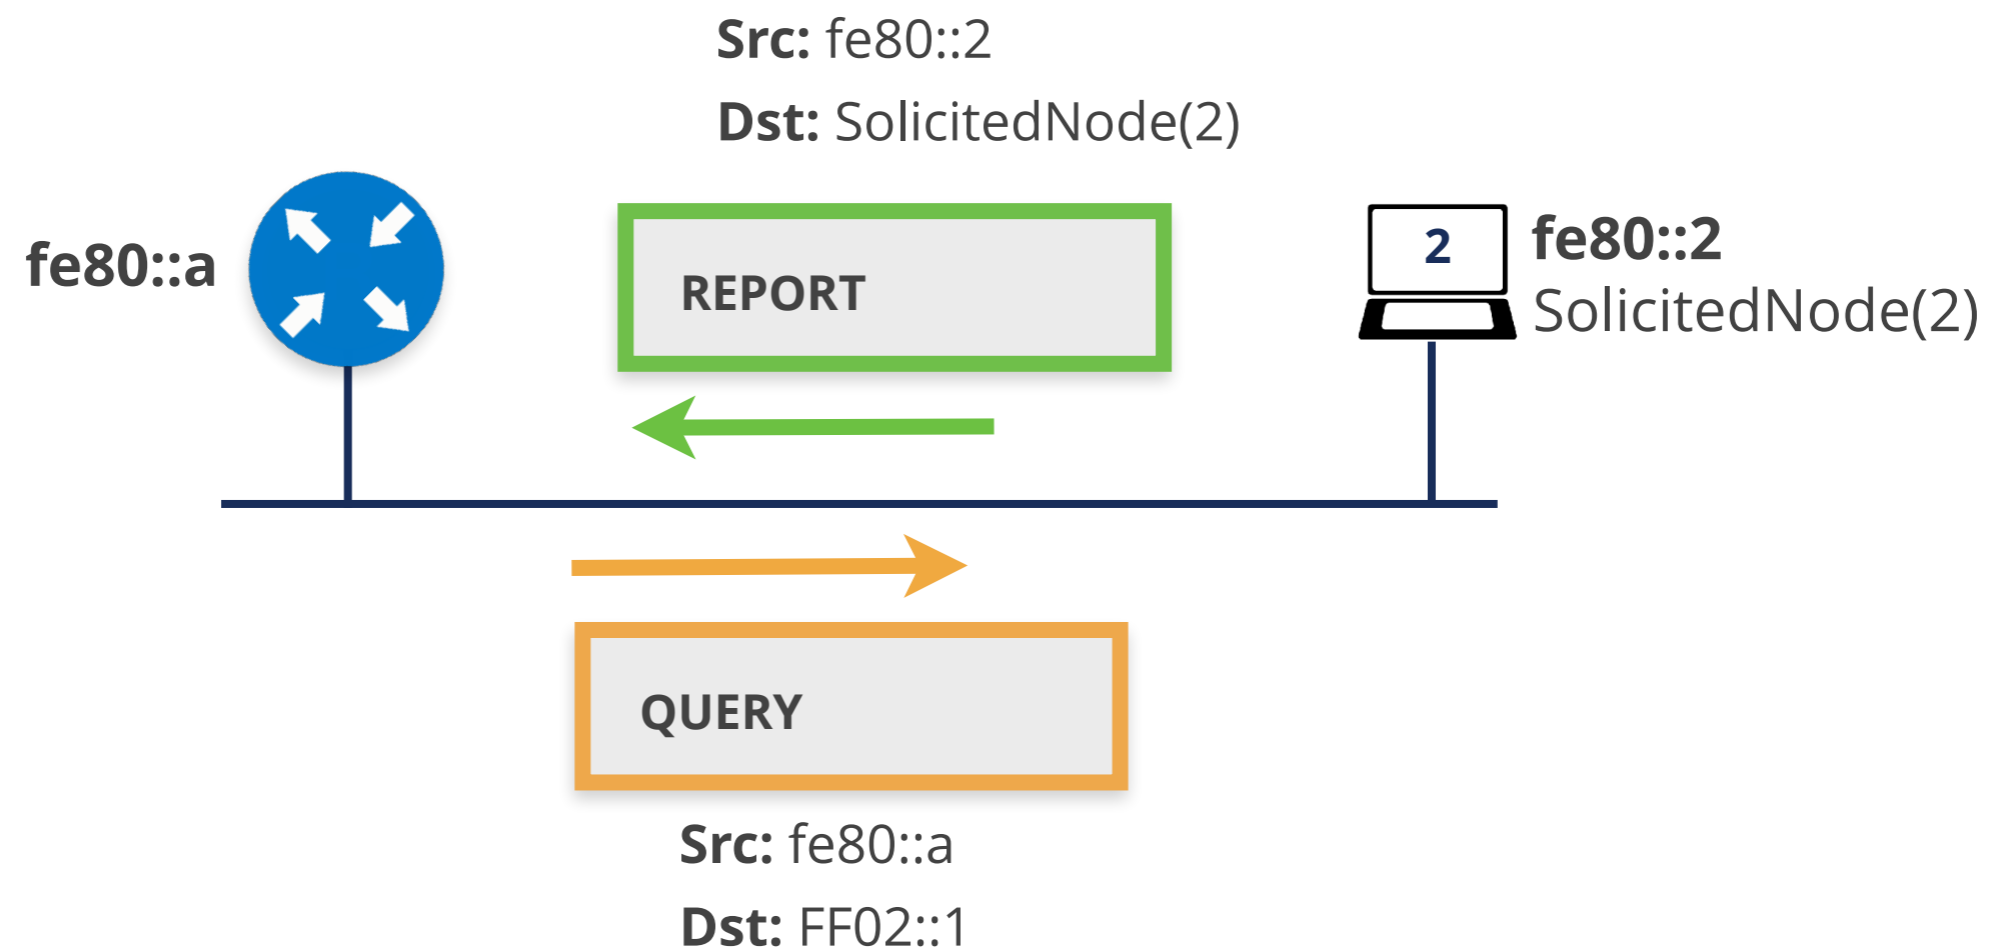 Src: fe80::2
Dst: SolicitedNode(2)
fe80::a
REPORT
2
fe80::2
SolicitedNode(2)
QUERY
Src: fe80::a
Dst: FF02::1